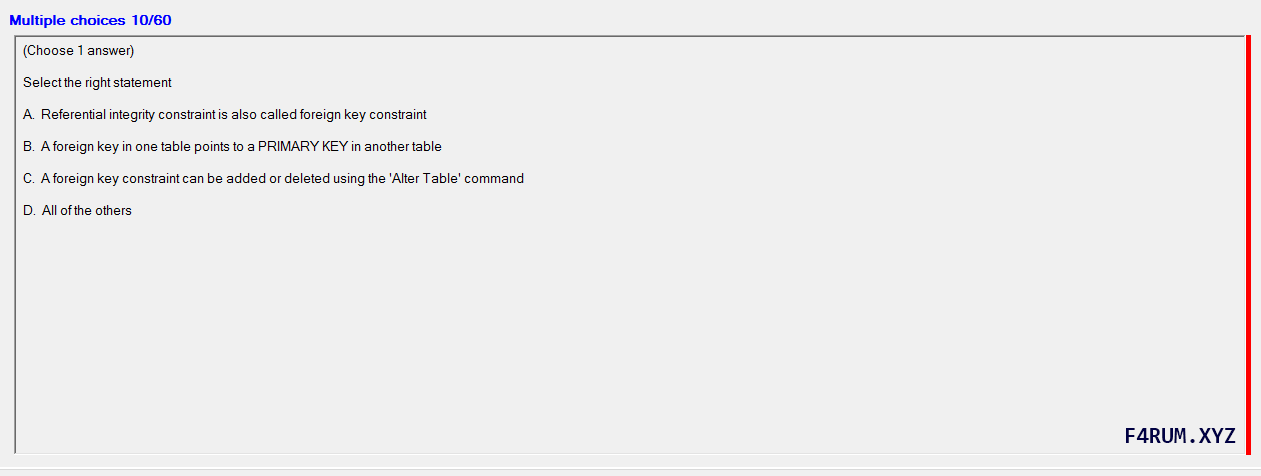 Multiple choices 10/60
(Choose 1 answer)
Select the right statement
A. Referential integrity constraint is also called foreign key constraint
B. A foreign key in one table points to a PRIMARY KEY in another table
C. A foreign key constraint can be added or deleted using the 'Alter Table' command
D. All of the others
F4RUM.XYZ